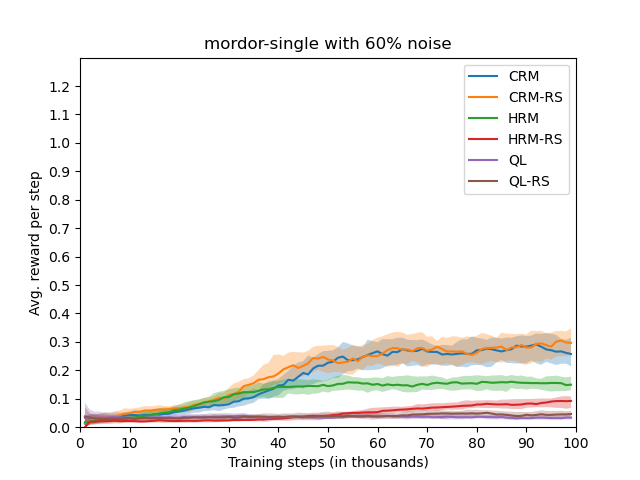 mordor-single with 60% noise
Avg. reward per step
1.2
1.1
1.0
0.9
0.8
0.7
0.6
0.5
0.4
0.3
0.2
0.1
0.0
CRM
CRM-RS
HRM
HRM-RS
QL
QL-RS
0 10 20 30 40 50 60 70 80 90 100
Training steps (in thousands)